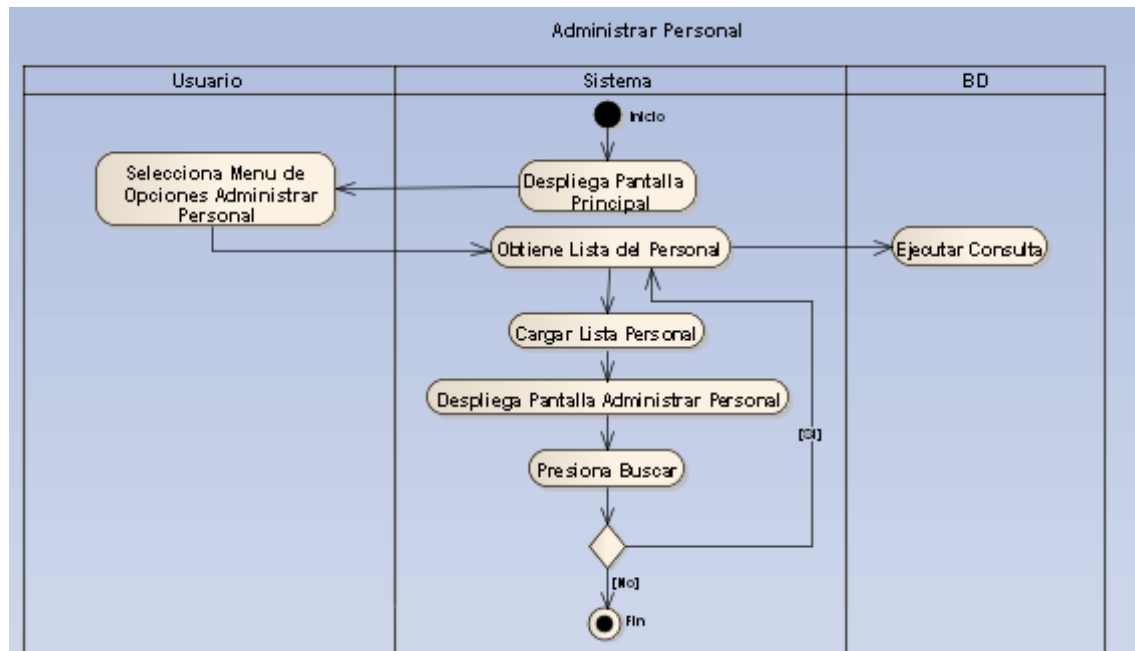 Administrar Personal
Usuario
Sistema
BD
Inicio
Despliega Pantalla
Principal
Selecciona Menu de
Opciones Administrar
Personal
Obtiene Lista del Personal
Ejecutar Consulta
Cargar Lista Personal
Despliega Pantalla Administrar Personal
[Si]
Presiona Buscar
[No]
Fin